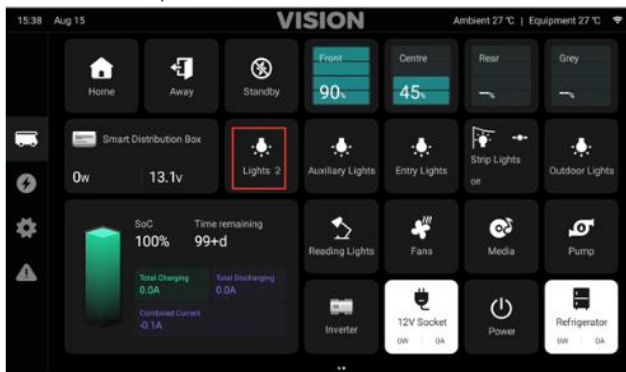 15:38 Aug 15 VISION Ambient 27 ℃ | Equipment 27 ℃
Home Away Standby Front 90% Centre 45% Rear Grey
Smart Distribution Box
0W 13.1V
Lights 2 Auxiliary Lights Entry Lights Strip Lights Off Outdoor Lights
SoC Time remaining
100% 99+d
Total Charging Total Discharging
0.0A 0.0A
Combined Current
-0.1A
Reading Lights Fans Media Pump
Inverter 12V Socket Power Refrigerator
0W 0A 0W 0A